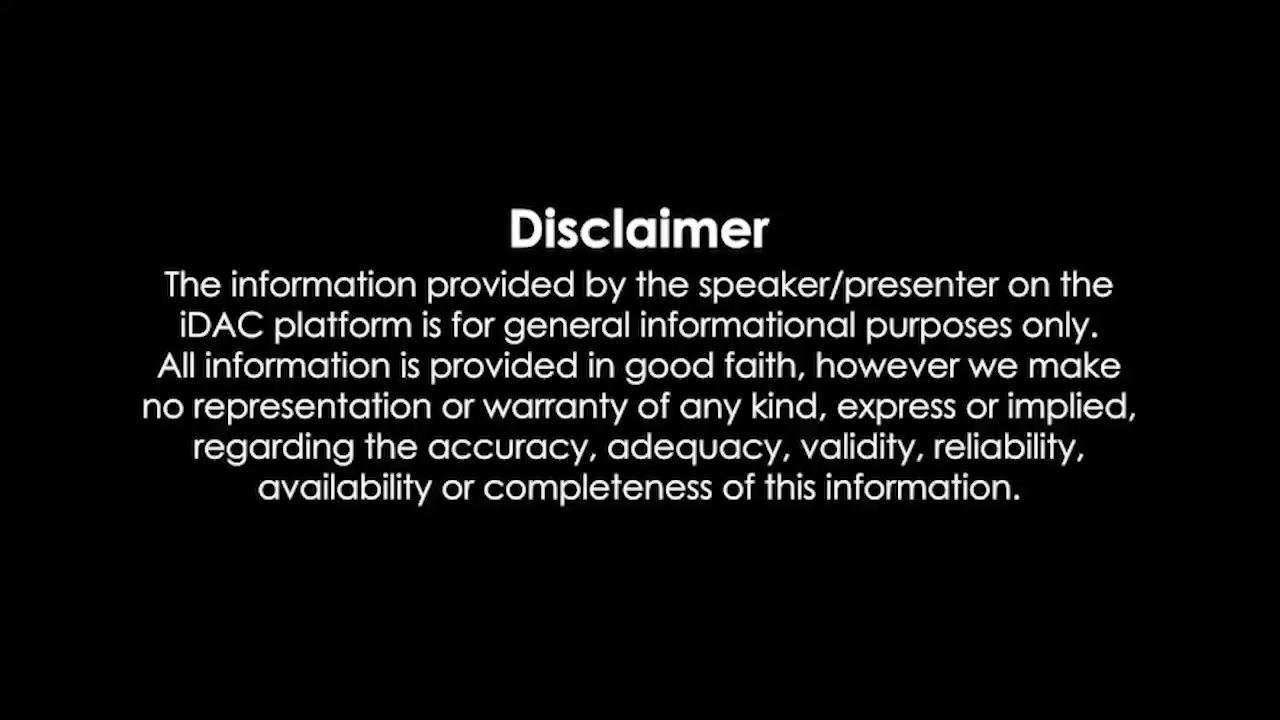 Disclaimer
The information provided by the speaker/presenter on the
iDAC platform is for general informational purposes only.
All information is provided in good faith, however we make
no representation or warranty of any kind, express or implied,
regarding the accuracy, adequacy, validity, reliability,
availability or completeness of this information.